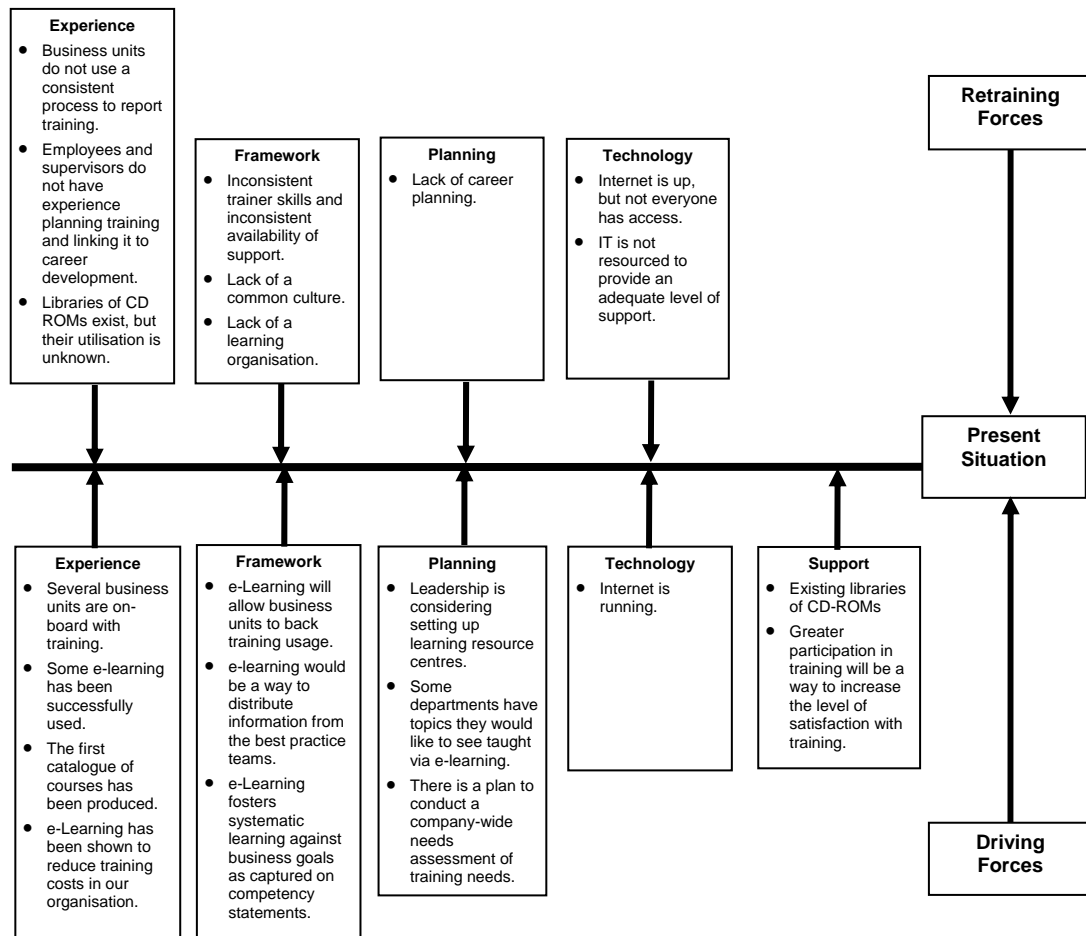 Experience
• Business units
do not use a
consistent
process to report
training.
• Employees and
supervisors do
not have
experience
planning training
and linking it to
career
development.
• Libraries of CD
ROMs exist, but
their utilisation is
unknown.
Framework
• Inconsistent
trainer skills and
inconsistent
availability of
support.
• Lack of a
common culture.
• Lack of a
learning
organisation.
Planning
• Lack of career
planning.
Technology
• Internet is up,
but not everyone
has access.
• IT is not
resourced to
provide an
adequate level of
support.
Retraining
Forces
Present
Situation
Experience
• Several business
units are on-
board with
training.
• Some e-learning
has been
successfully
used.
• The first
catalogue of
courses has
been produced.
• e-Learning has
been shown to
reduce training
costs in our
organisation.
Framework
• e-Learning will
allow business
units to back
training usage.
• e-learning would
be a way to
distribute
information from
the best practice
teams.
• e-Learning
fosters
systematic
learning against
business goals
as captured on
competency
statements.
Planning
• Leadership is
considering
setting up
learning resource
centres.
• Some
departments have
topics they would
like to see taught
via e-learning.
• There is a plan to
conduct a
company-wide
needs
assessment of
training needs.
Technology
• Internet is
running.
Support
• Existing libraries
of CD-ROMs
• Greater
participation in
training will be a
way to increase
the level of
satisfaction with
training.
Driving
Forces